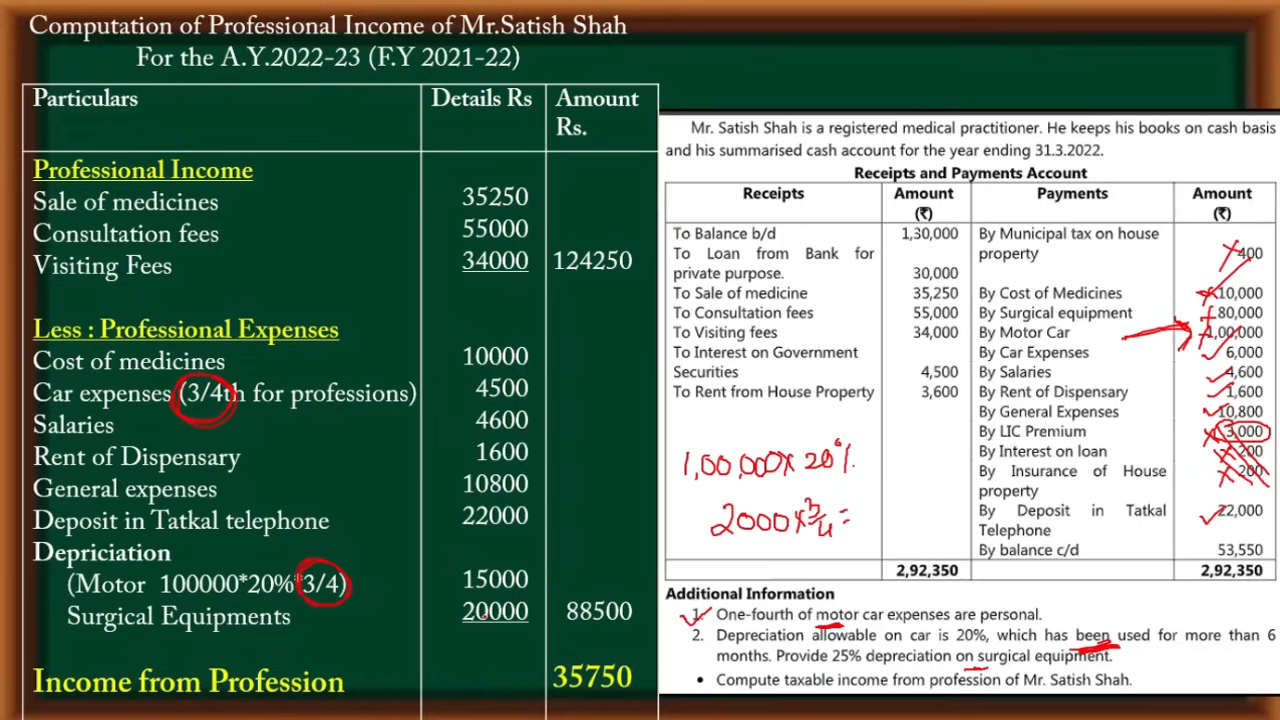 Computation of Professional Income of Mr.Satish Shah
For the A.Y.2022-23 (F.Y 2021-22)
Particulars Details Rs Amount Rs.
Professional Income
Sale of medicines 35250
Consultation fees 55000
Visiting Fees 34000 124250
Less : Professional Expenses
Cost of medicines 10000
Car expenses (3/4th for professions) 4500
Salaries 4600
Rent of Dispensary 1600
General expenses 10800
Deposit in Tatkal telephone 22000
Depriciation
(Motor 100000*20%*3/4) 15000
Surgical Equipments 20000 88500
Income from Profession 35750
Mr. Satish Shah is a registered medical practitioner. He keeps his books on cash basis
and his summarised cash account for the year ending 31.3.2022.
Receipts and Payments Account
Receipts Amount (₹) Payments Amount (₹)
To Balance b/d 1,30,000 By Municipal tax on house
To Loan from Bank for property 400
private purpose. 30,000
To Sale of medicine 35,250 By Cost of Medicines 10,000
To Consultation fees 55,000 By Surgical equipment 80,000
To Visiting fees 34,000 By Motor Car 1,00,000
To Interest on Government By Car Expenses 6,000
Securities 4,500 By Salaries 4,600
To Rent from House Property 3,600 By Rent of Dispensary 1,600
By General Expenses 10,800
By LIC Premium 3,000
By Interest on loan 200
By Insurance of House 200
property
By Deposit in Tatkal 22,000
Telephone
By balance c/d 53,550
2,92,350 2,92,350
1,00,000x 20%
2000x3/4=
Additional Information
1. One-fourth of motor car expenses are personal.
2. Depreciation allowable on car is 20%, which has been used for more than 6
months. Provide 25% depreciation on surgical equipment.
• Compute taxable income from profession of Mr. Satish Shah.